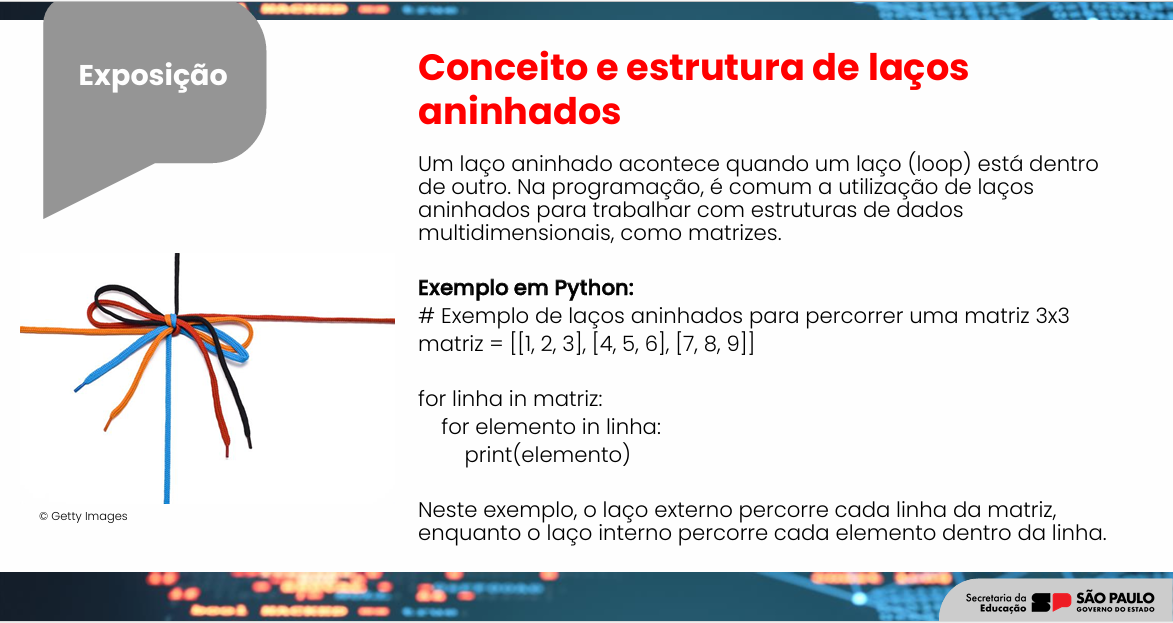 Exposição
Conceito e estrutura de laços
aninhados
Um laço aninhado acontece quando um laço (loop) está dentro
de outro. Na programação, é comum a utilização de laços
aninhados para trabalhar com estruturas de dados
multidimensionais, como matrizes.
Exemplo em Python:
# Exemplo de laços aninhados para percorrer uma matriz 3x3
matriz = [[1, 2, 3], [4, 5, 6], [7, 8, 9]]
for linha in matriz:
    for elemento in linha:
        print(elemento)
Neste exemplo, o laço externo percorre cada linha da matriz,
enquanto o laço interno percorre cada elemento dentro da linha.
© Getty Images
Secretaria da
Educação
SÃO PAULO
GOVERNO DO ESTADO